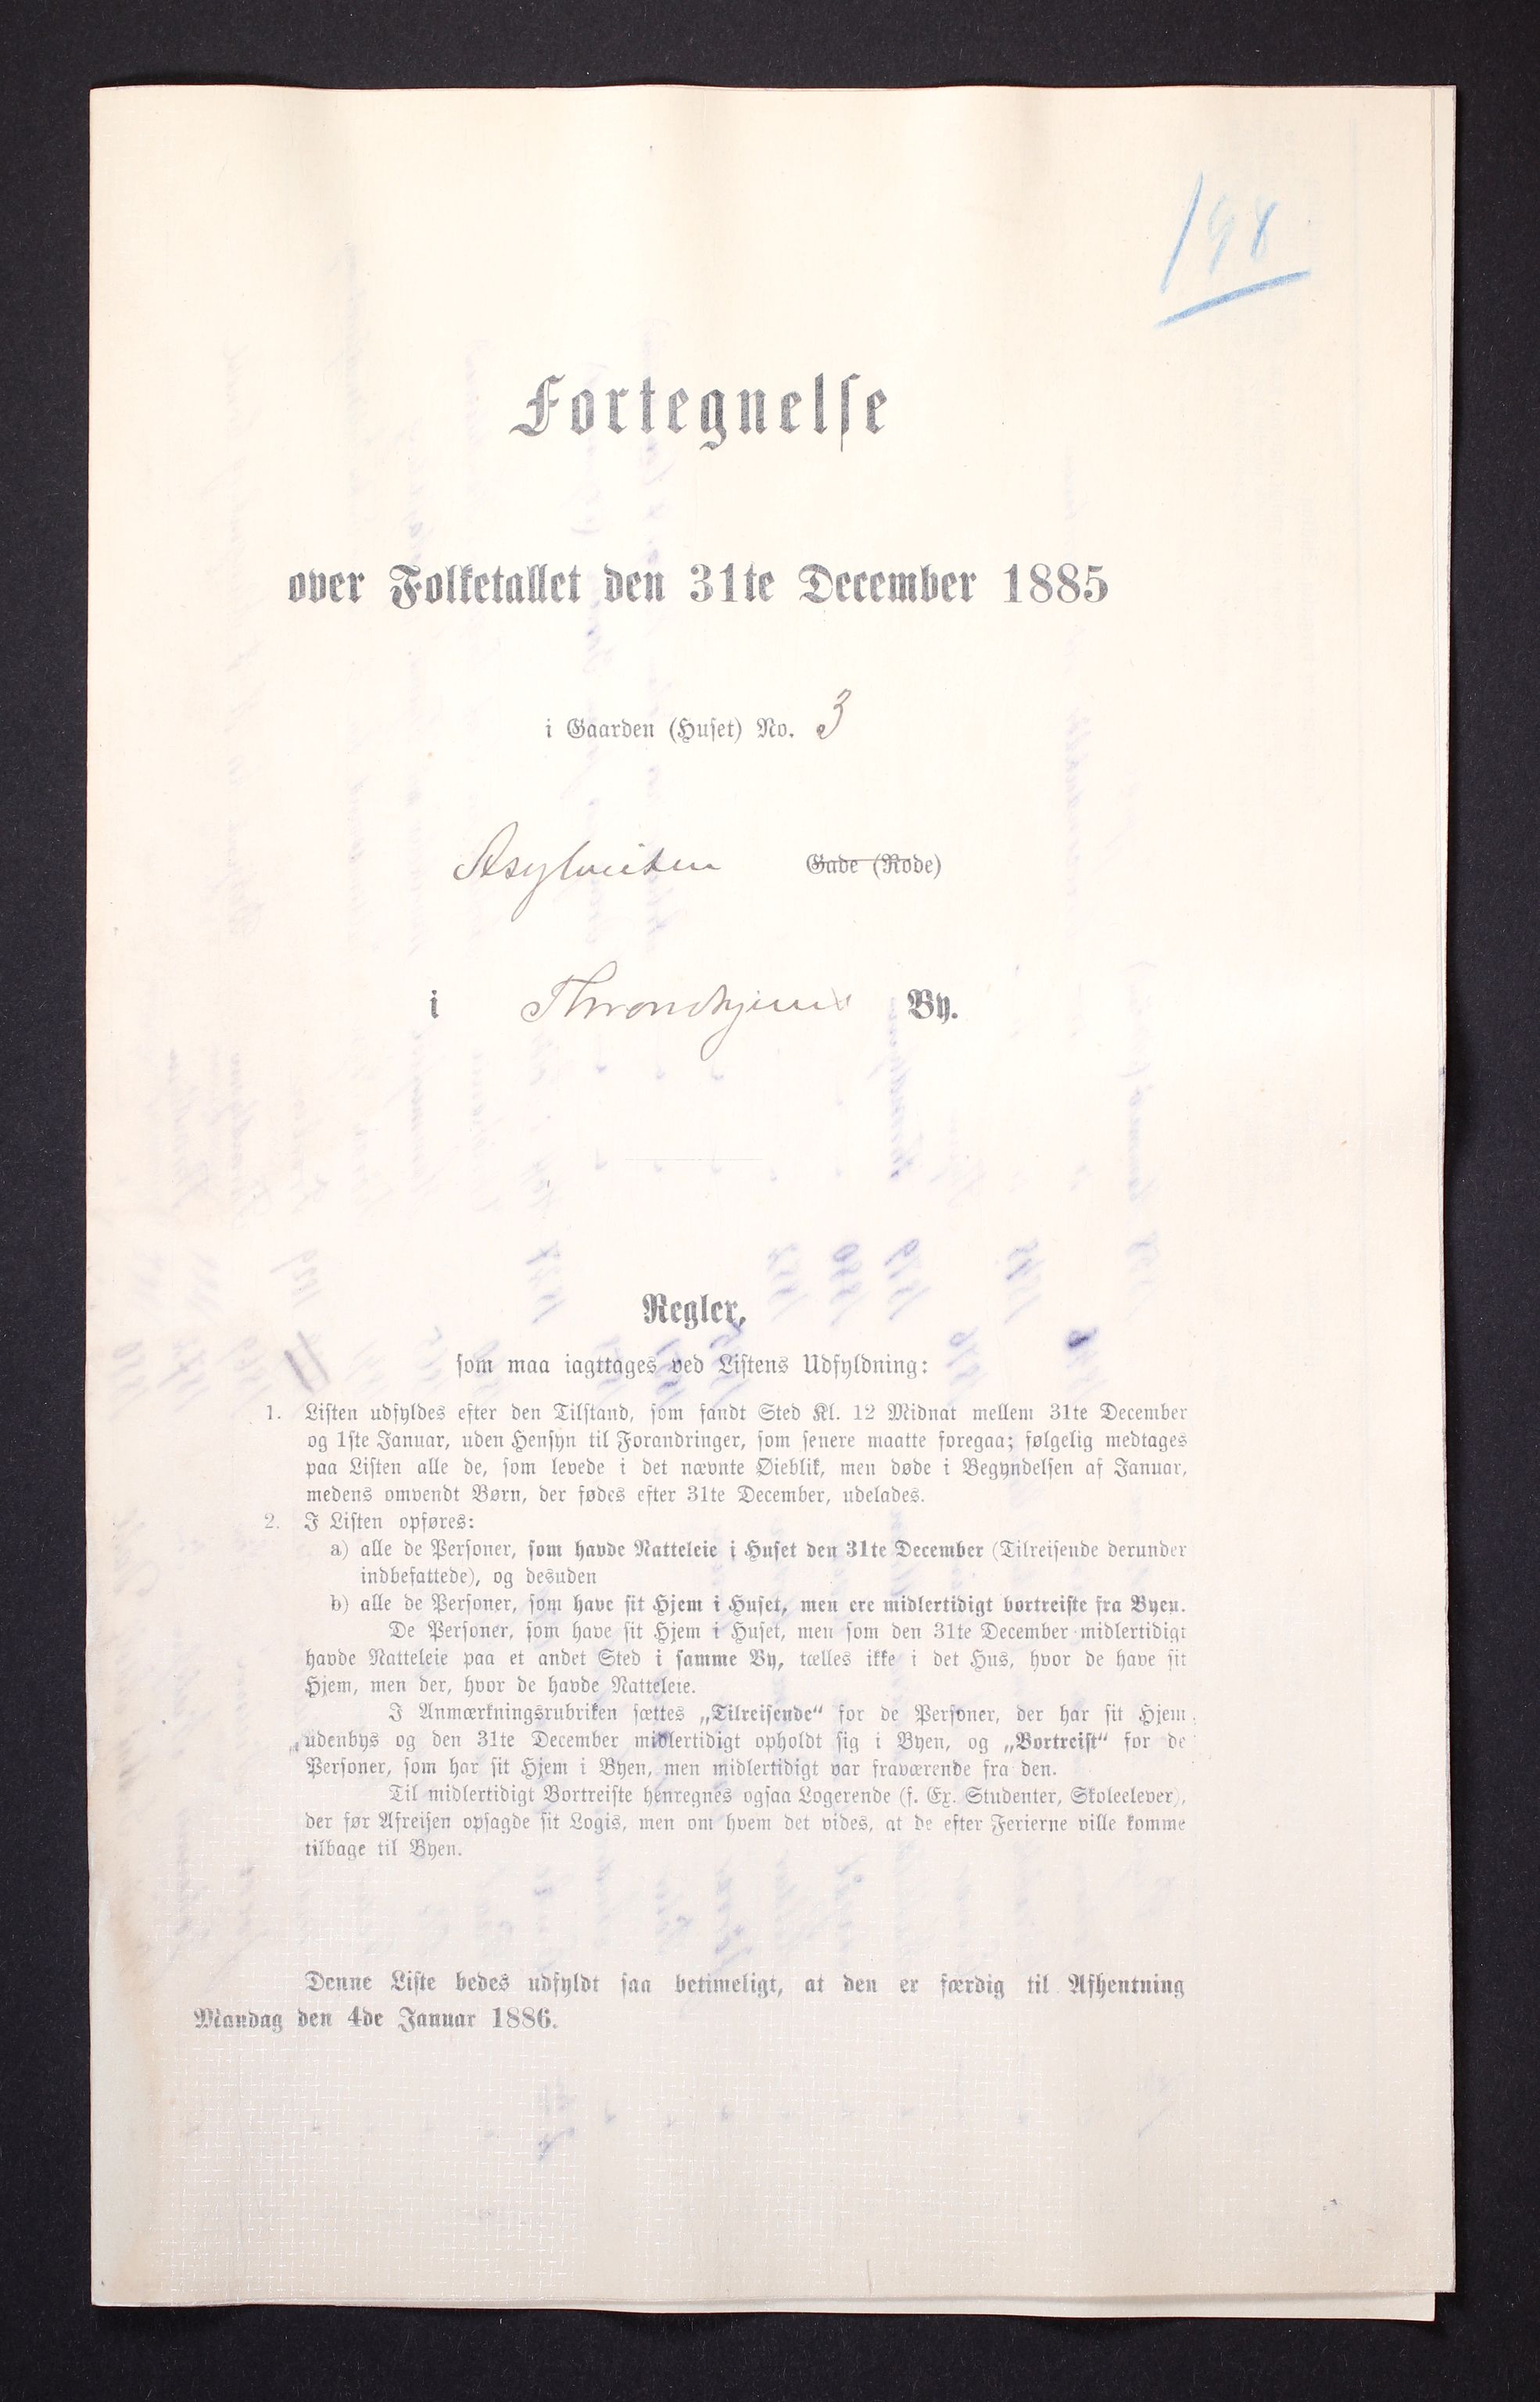 198
Fortegnelse
over Folketallet den 31te December 1885
i Gaarden (Huset) No. 3
Asylveiten Gade (Rode)
i Throndhjems By.
Regler,
som maa iagttages ved Listens Udfyldning:
1. Listen udfyldes efter den Tilstand, som fandt Sted Kl. 12 Midnat mellem 31te December
og 1ste Januar, uden Hensyn til Forandringer, som senere maatte foregaa; følgelig medtages
paa Listen alle de, som levede i det nævnte Øieblik, men døde i Begyndelsen af Januar,
medens omvendt Børn, der fødes efter 31te December, udelades.
2. I Listen opføres:
a) alle de Personer, som havde Natteleie i Huset den 31te December (Tilreisende derunder
indbefattede), og desuden
b) alle de Personer, som have sit Hjem i Huset, men ere midlertidigt bortreiste fra Byen.
De Personer, som have sit Hjem i Huset, men som den 31te December midlertidigt
havde Natteleie paa et andet Sted i samme By, tælles ikke i det Hus, hvor de have sit
Hjem, men der, hvor de havde Natteleie.
I Anmærkningsrubriken sættes „Tilreisende“ for de Personer, der har sit Hjem
udenbys og den 31te December midlertidigt opholdt sig i Byen, og „Bortreist“ for de
Personer, som har sit Hjem i Byen, men midlertidigt var fraværende fra den.
Til midlertidigt Bortreiste henregnes ogsaa Logerende (f. Ex. Studenter, Skoleelever),
der før Afreisen opsagde sit Logis, men om hvem det vides, at de efter Ferierne ville komme
tilbage til Byen.
Denne Liste bedes udfyldt saa betimeligt, at den er færdig til Afhentning
Mandag den 4de Januar 1886.